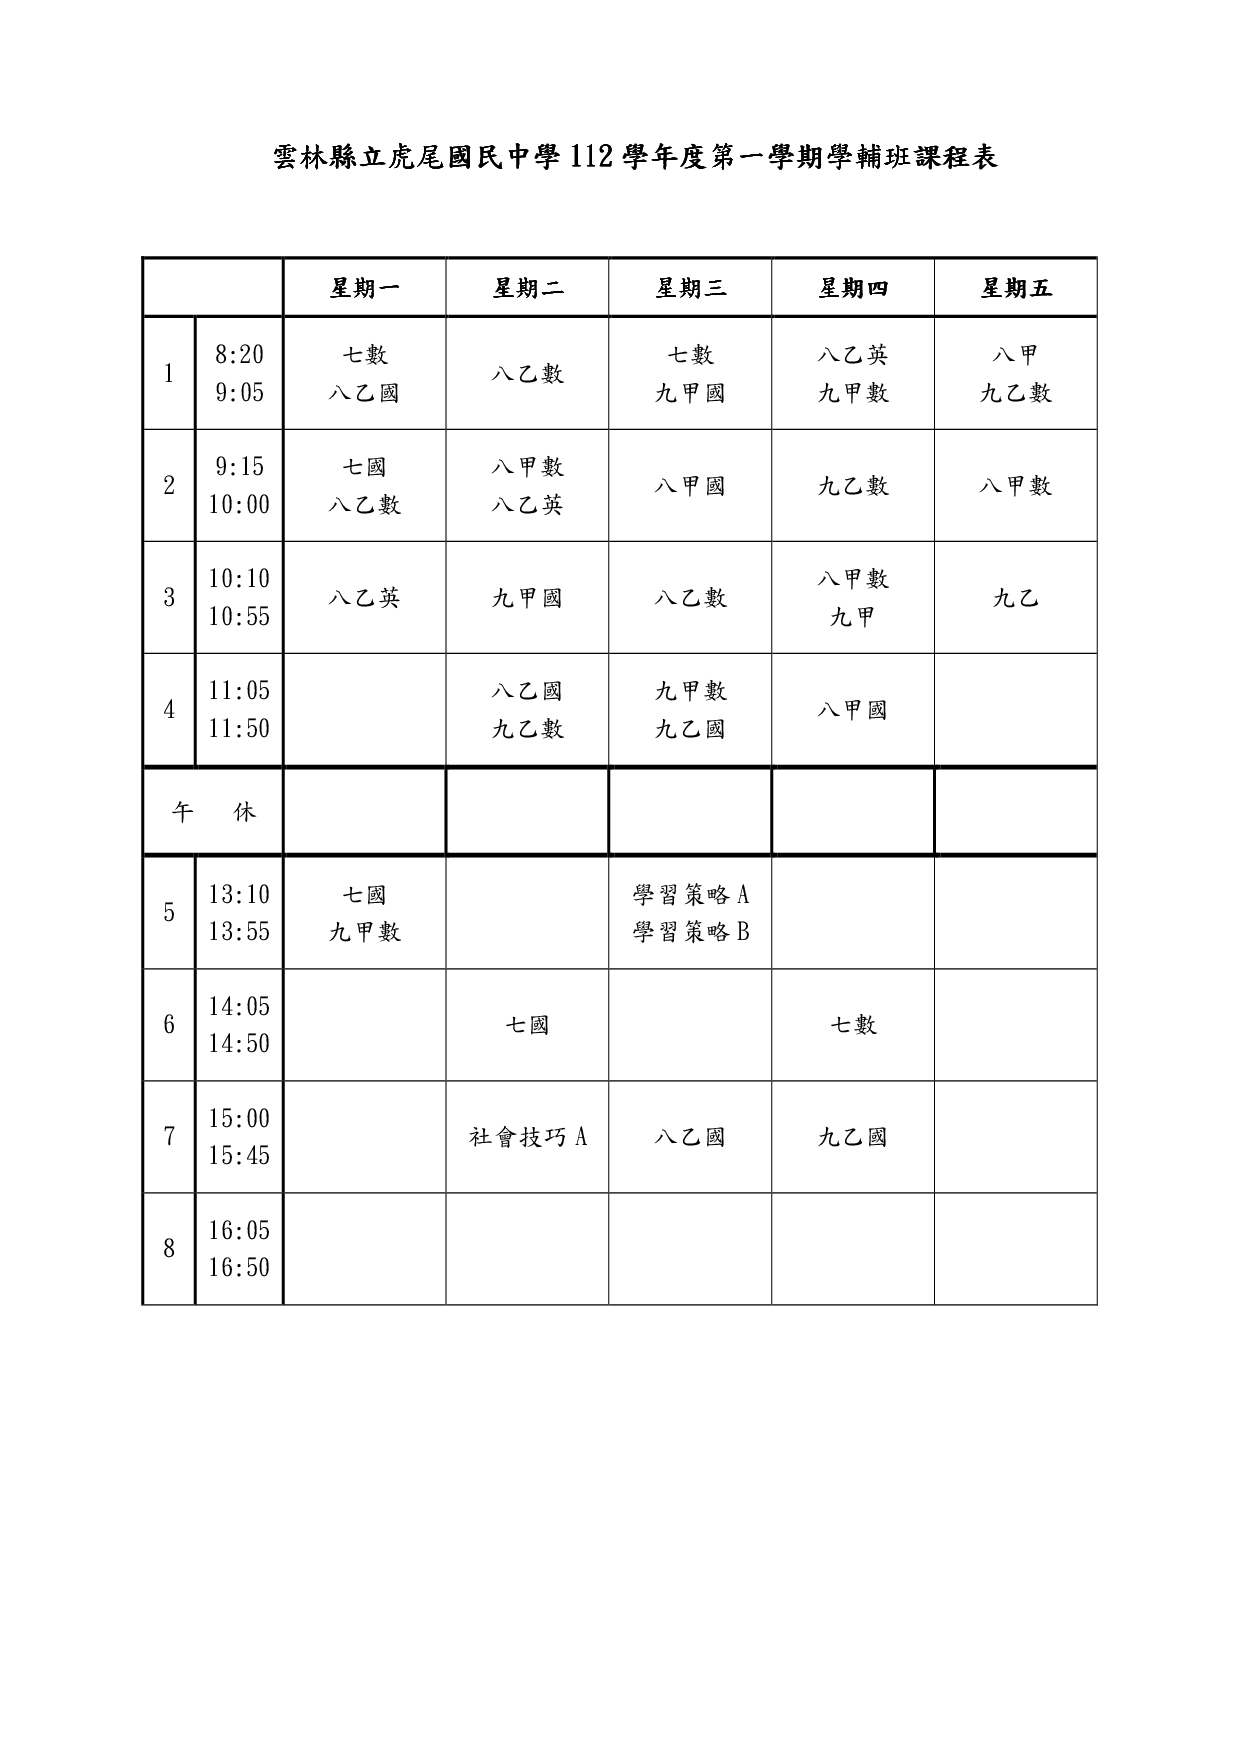 雲林縣立虎尾國民中學 112 學年度第一學期學輔班課程表
星期一 星期二 星期三 星期四 星期五
1
8:20
9:05
七數
八乙國
八乙數
七數
九甲國
八乙英
九甲數
八甲
九乙數
2
9:15
10:00
七國
八乙數
八甲數
八乙英
八甲國
九乙數
八甲數
3
10:10
10:55
八乙英
九甲國
八乙數
八甲數
九甲
九乙
4
11:05
11:50
八乙國
九乙數
九甲數
九乙國
八甲國
午 休
5
13:10
13:55
七國
九甲數
學習策略 A
學習策略 B
6
14:05
14:50
七國
七數
7
15:00
15:45
社會技巧 A
八乙國
九乙國
8
16:05
16:50